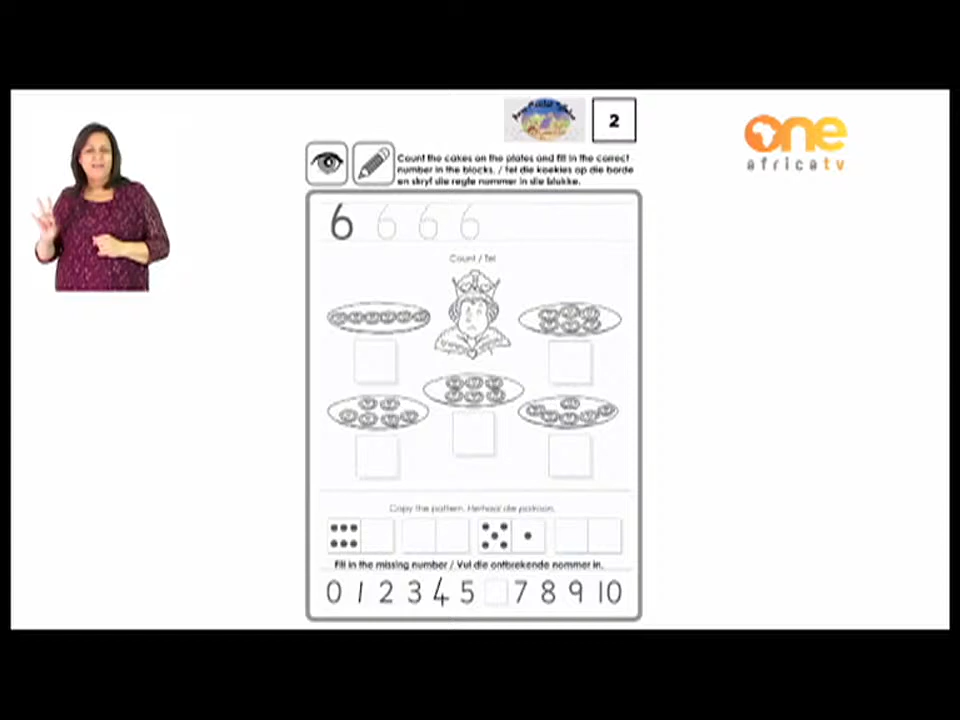 2
one
africa tv
Count the cakes on the plates and fill in the correct
number in the blocks. / Tel die koekies op die borde
en skryf die regte nommer in die blokke.
6 6 6 6
Count / Tel
Copy the pattern. Herhaal die patroon.
Fill in the missing number / Vul die ontbrekende nommer in.
0 1 2 3 4 5 7 8 9 10